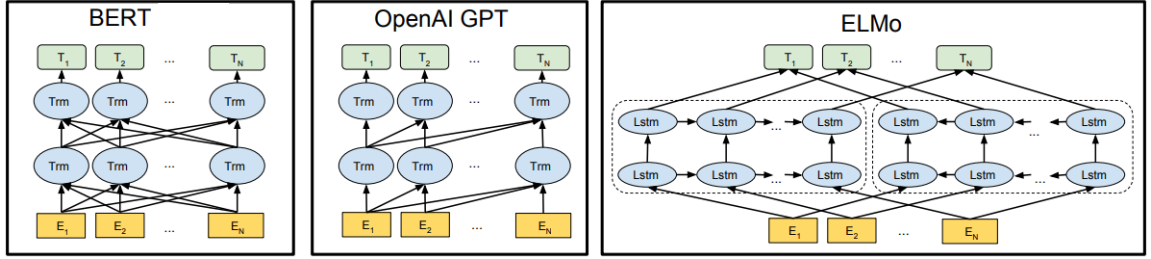 BERT
T1 T2 ... TN
Trm Trm ... Trm
Trm Trm ... Trm
E1 E2 ... EN
OpenAI GPT
T1 T2 ... TN
Trm Trm ... Trm
Trm Trm ... Trm
E1 E2 ... EN
ELMo
T1 T2 ... TN
Lstm Lstm ... Lstm Lstm Lstm ... Lstm
Lstm Lstm ... Lstm Lstm Lstm ... Lstm
E1 E2 ... EN